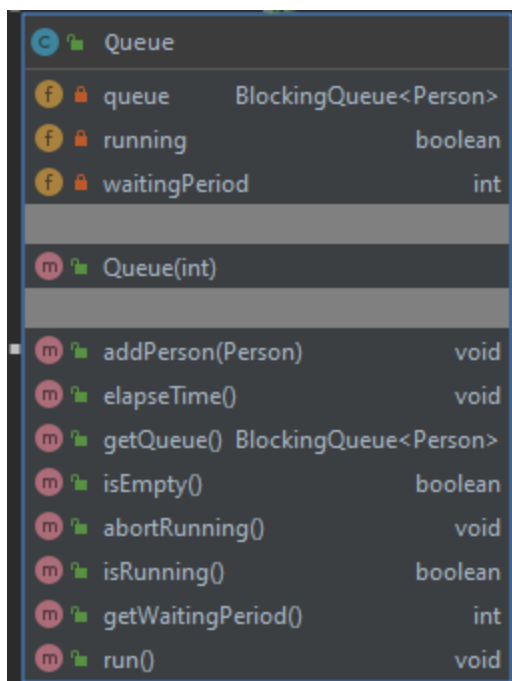 C Queue
f queue BlockingQueue<Person>
f running boolean
f waitingPeriod int
m Queue(int)
m addPerson(Person) void
m elapseTime() void
m getQueue() BlockingQueue<Person>
m isEmpty() boolean
m abortRunning() void
m isRunning() boolean
m getWaitingPeriod() int
m run() void